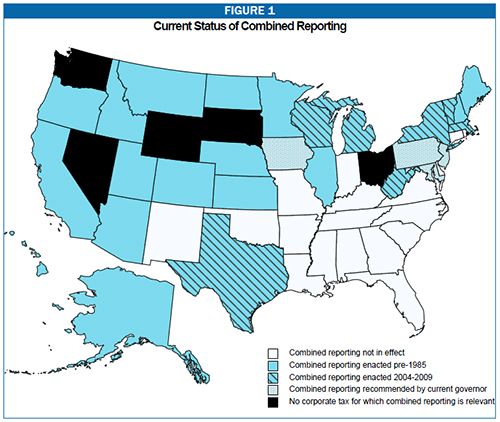 FIGURE 1
Current Status of Combined Reporting
Combined reporting not in effect
Combined reporting enacted pre-1985
Combined reporting enacted 2004-2009
Combined reporting recommended by current governor
No corporate tax for which combined reporting is relevant